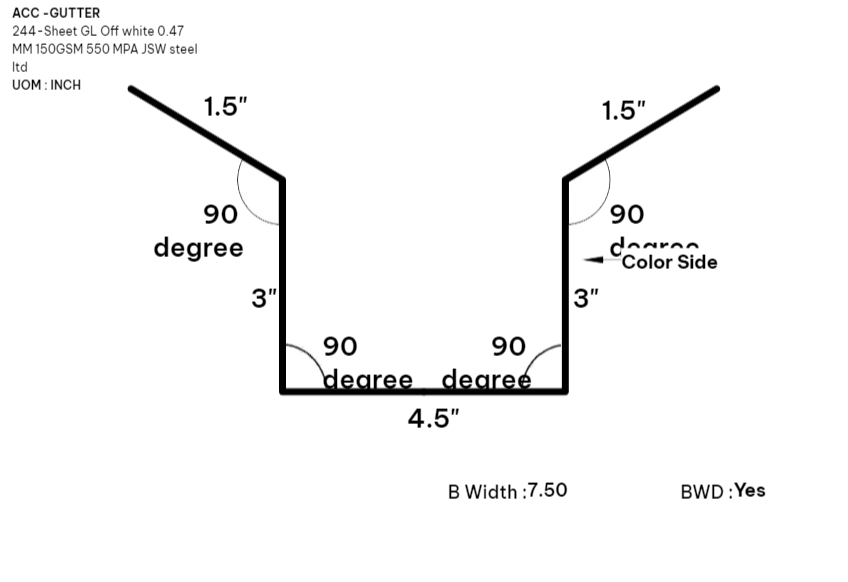 ACC -GUTTER
244-Sheet GL Off white 0.47
MM 150GSM 550 MPA JSW steel
ltd
UOM : INCH
1.5"
1.5"
90
degree
90
degree
Color Side
3"
3"
90
degree
90
degree
4.5"
B Width :7.50
BWD :Yes